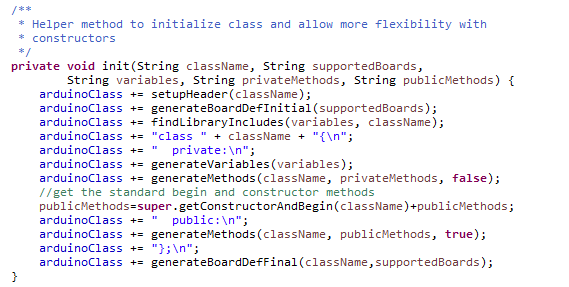 /**
 * Helper method to initialize class and allow more flexibility with
 * constructors
 */
private void init(String className, String supportedBoards,
        String variables, String privateMethods, String publicMethods) {
    arduinoClass += setupHeader(className);
    arduinoClass += generateBoardDefInitial(supportedBoards);
    arduinoClass += findLibraryIncludes(variables, className);
    arduinoClass += "class " + className + "{\n";
    arduinoClass += "  private:\n";
    arduinoClass += generateVariables(variables);
    arduinoClass += generateMethods(className, privateMethods, false);
    //get the standard begin and constructor methods
    publicMethods=super.getConstructorAndBegin(className)+publicMethods;
    arduinoClass += "  public:\n";
    arduinoClass += generateMethods(className, publicMethods, true);
    arduinoClass += "};\n";
    arduinoClass += generateBoardDefFinal(className,supportedBoards);
}